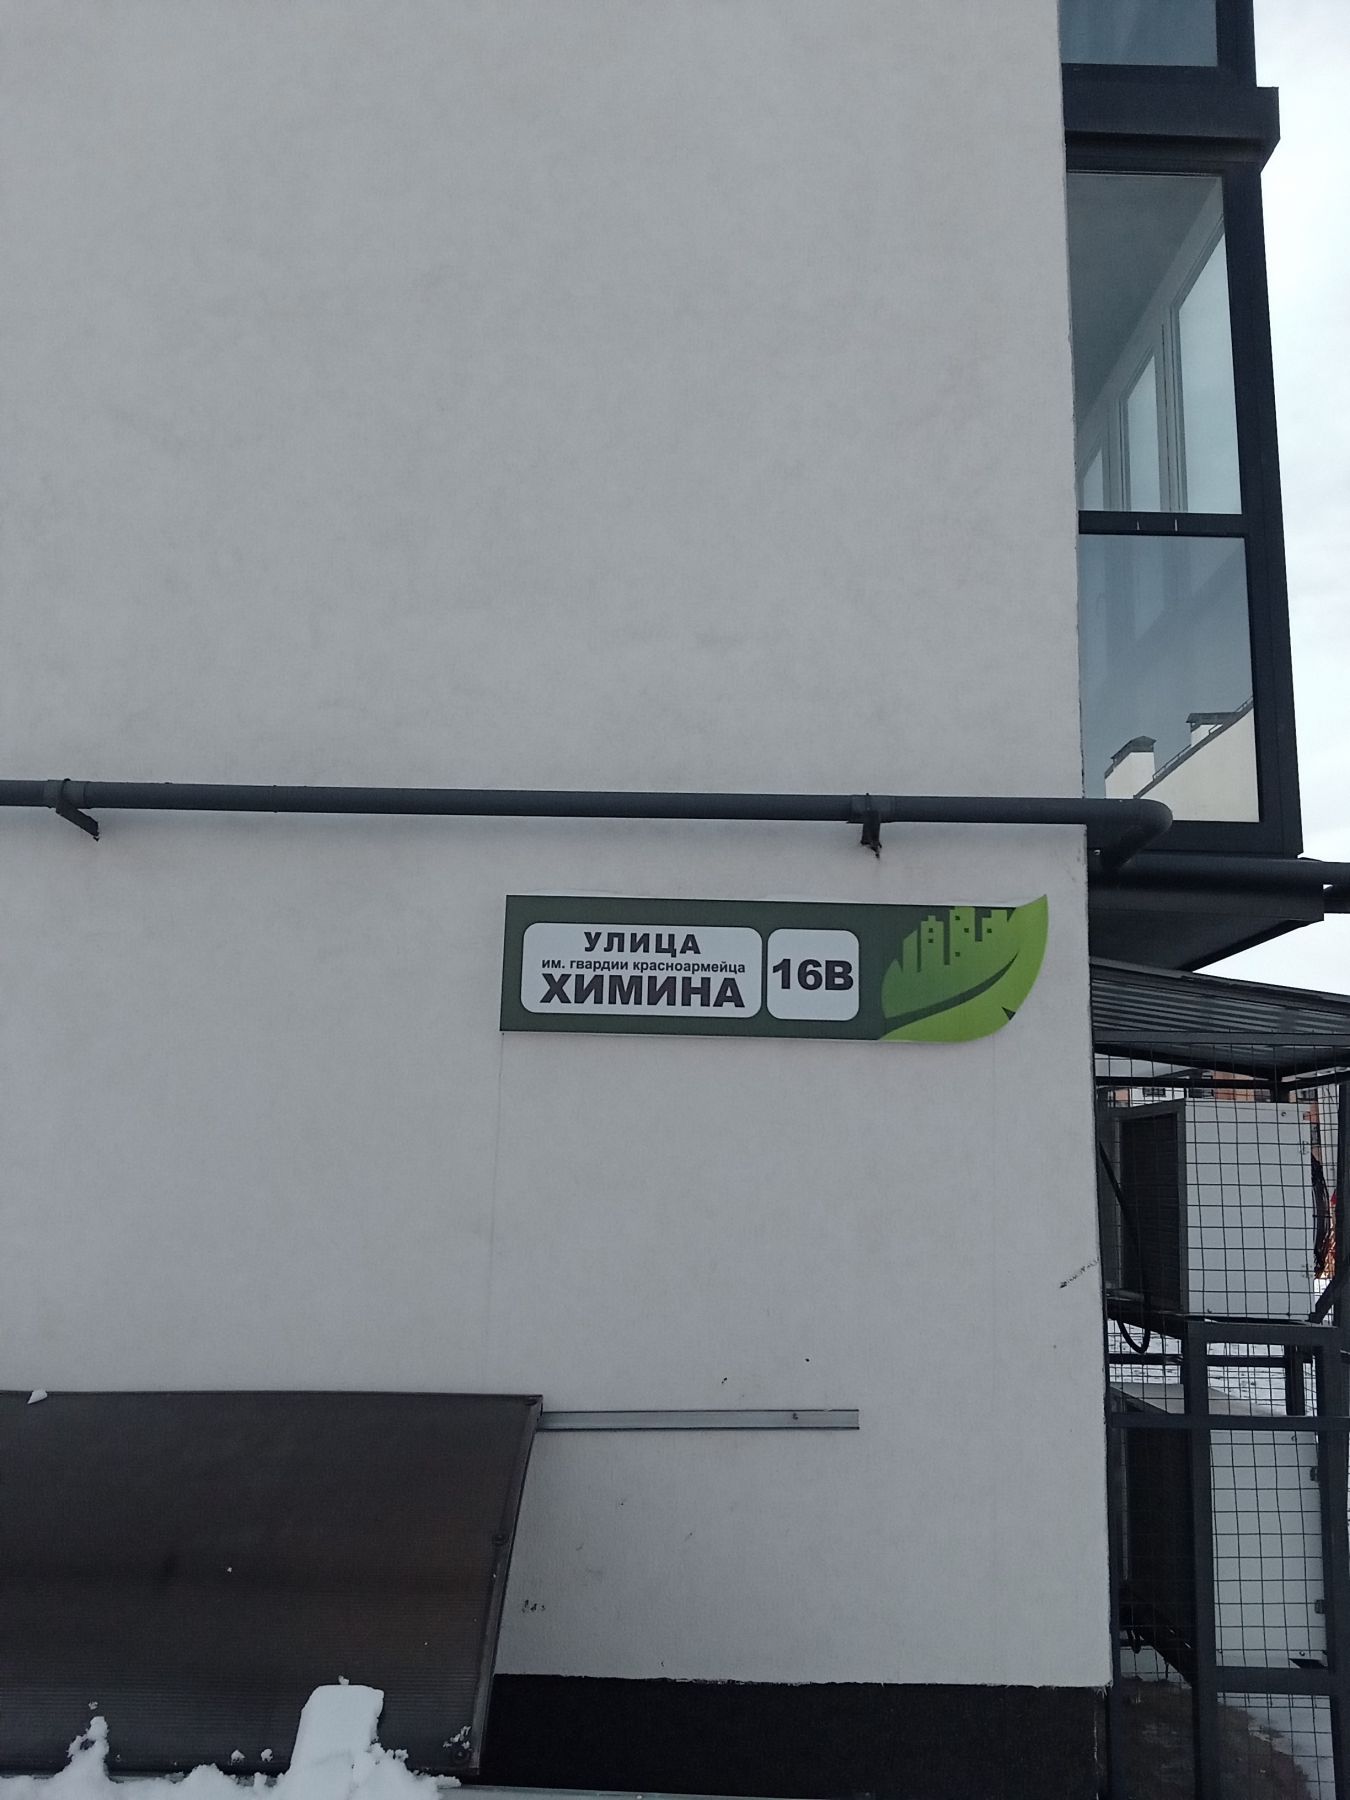 УЛИЦА
им. гвардии красноармейца
ХИМИНА
16В